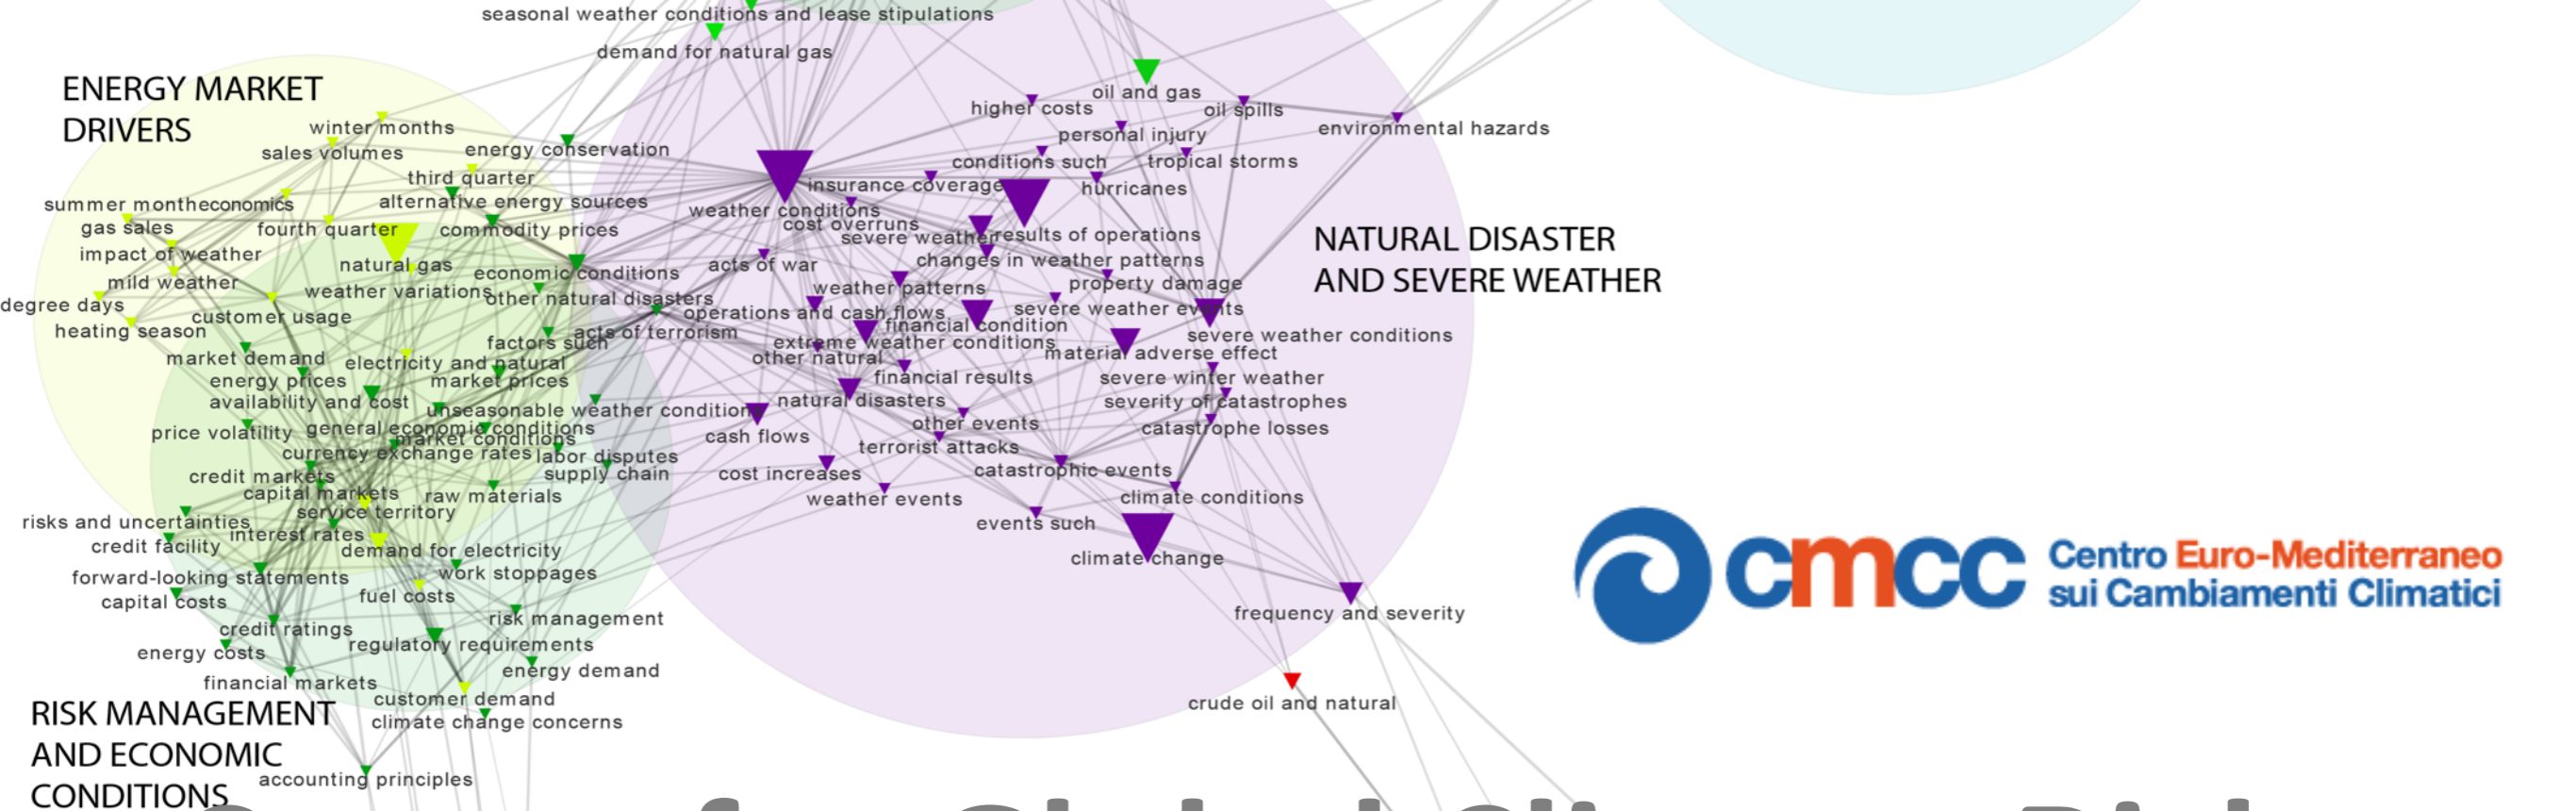 seasonal weather conditions and lease stipulations
demand for natural gas
ENERGY MARKET
DRIVERS
winter months
sales volumes
energy conservation
third quarter
alternative energy sources
summer montheconomics
gas sales
fourth quarter
commodity prices
impact of weather
natural gas
economic conditions
mild weather
weather variations
other natural disasters
degree days
customer usage
heating season
acts of terrorism
factors such
market demand
electricity and natural
energy prices
market prices
availability and cost
unseasonable weather conditions
price volatility
general economic conditions
market conditions
currency exchange rates
labor disputes
credit markets
supply chain
capital markets
raw materials
service territory
risks and uncertainties
interest rates
credit facility
demand for electricity
forward-looking statements
work stoppages
capital costs
fuel costs
risk management
credit ratings
regulatory requirements
energy costs
energy demand
financial markets
customer demand
climate change concerns
RISK MANAGEMENT
AND ECONOMIC
CONDITIONS
accounting principles
oil and gas
higher costs
oil spills
environmental hazards
personal injury
conditions such
tropical storms
insurance coverage
hurricanes
weather conditions
cost overruns
severe weather
results of operations
changes in weather patterns
acts of war
property damage
weather patterns
severe weather events
operations and cash flows
financial condition
severe weather conditions
extreme weather conditions
material adverse effect
other natural
financial results
severe winter weather
natural disasters
severity of catastrophes
other events
catastrophe losses
cash flows
terrorist attacks
catastrophic events
cost increases
climate conditions
weather events
events such
climate change
frequency and severity
crude oil and natural
NATURAL DISASTER
AND SEVERE WEATHER
cmcc
Centro Euro-Mediterraneo
sui Cambiamenti Climatici